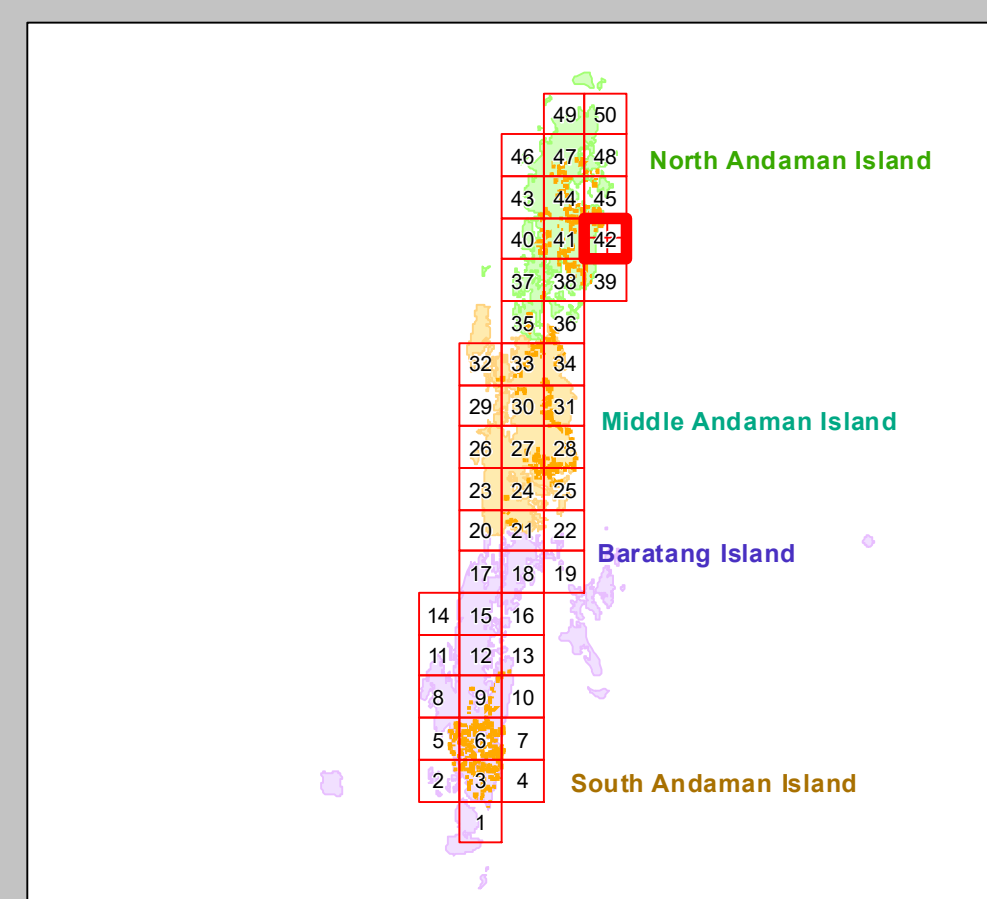 49 50
46 47 48
North Andaman Island
43 44 45
40 41 42
37 38 39
35 36
32 33 34
29 30 31
Middle Andaman Island
26 27 28
23 24 25
20 21 22
Baratang Island
17 18 19
14 15 16
11 12 13
8 9 10
5 6 7
2 3 4
South Andaman Island
1